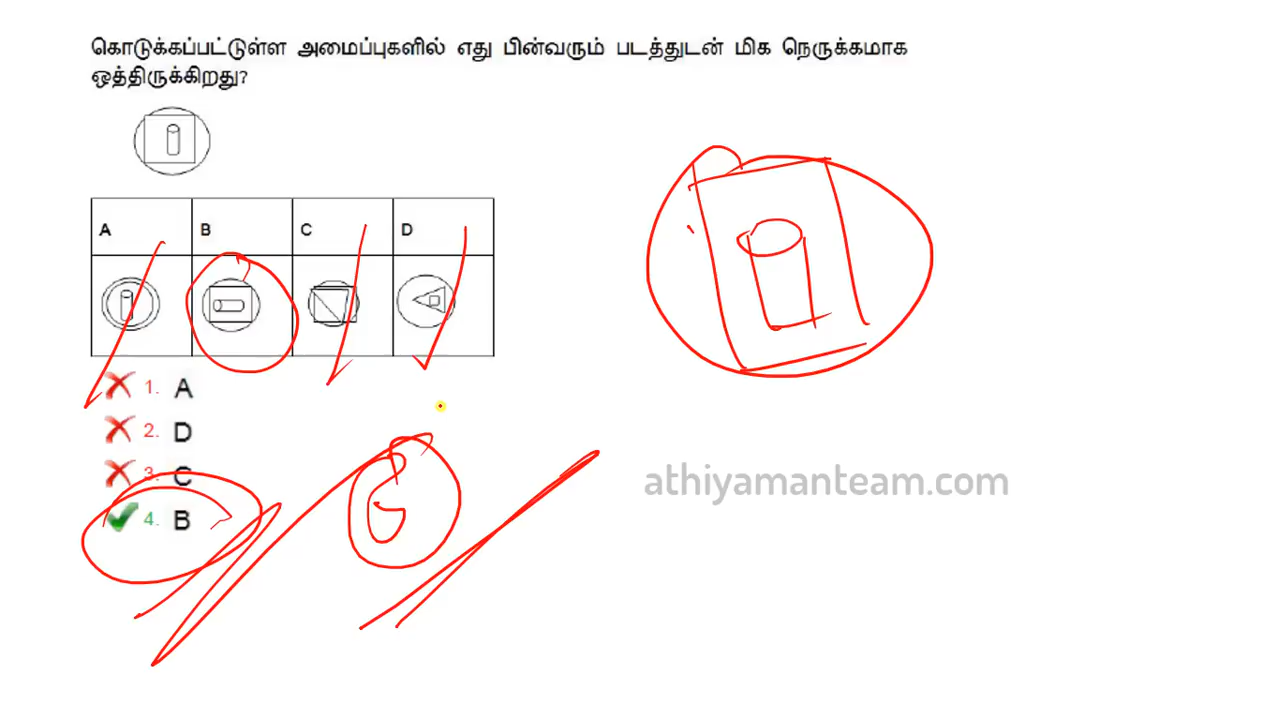 கொடுக்கப்பட்டுள்ள அமைப்புகளில் எது பின்வரும் படத்துடன் மிக நெருக்கமாக
ஒத்திருக்கிறது?
A B C D
1. A
2. D
3. C
4. B
athiyamanteam.com